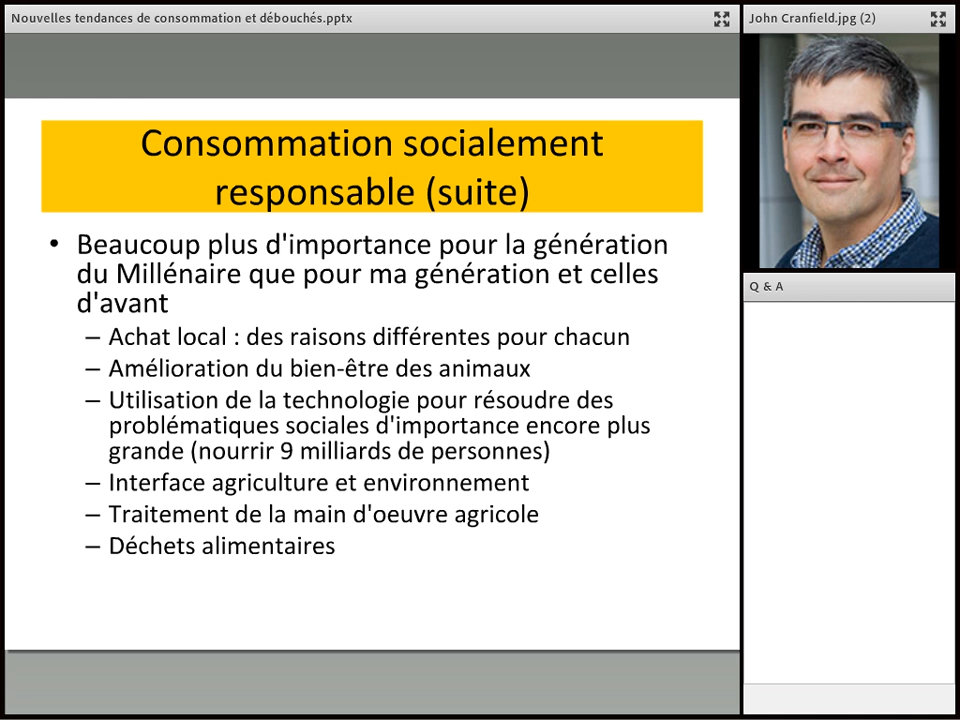 Nouvelles tendances de consommation et débouchés.pptx
John Cranfield.jpg (2)
Consommation socialement
responsable (suite)
• Beaucoup plus d'importance pour la génération
du Millénaire que pour ma génération et celles
d'avant
– Achat local : des raisons différentes pour chacun
– Amélioration du bien-être des animaux
– Utilisation de la technologie pour résoudre des
problématiques sociales d'importance encore plus
grande (nourrir 9 milliards de personnes)
– Interface agriculture et environnement
– Traitement de la main d'oeuvre agricole
– Déchets alimentaires
Q & A